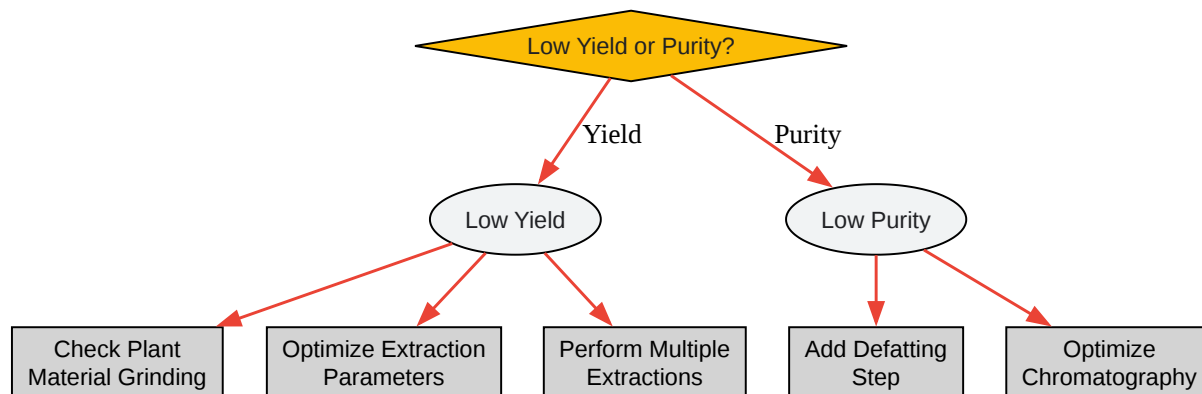 Low Yield or Purity?
Yield
Purity
Low Yield
Low Purity
Check Plant
Material Grinding
Optimize Extraction
Parameters
Perform Multiple
Extractions
Add Defatting
Step
Optimize
Chromatography